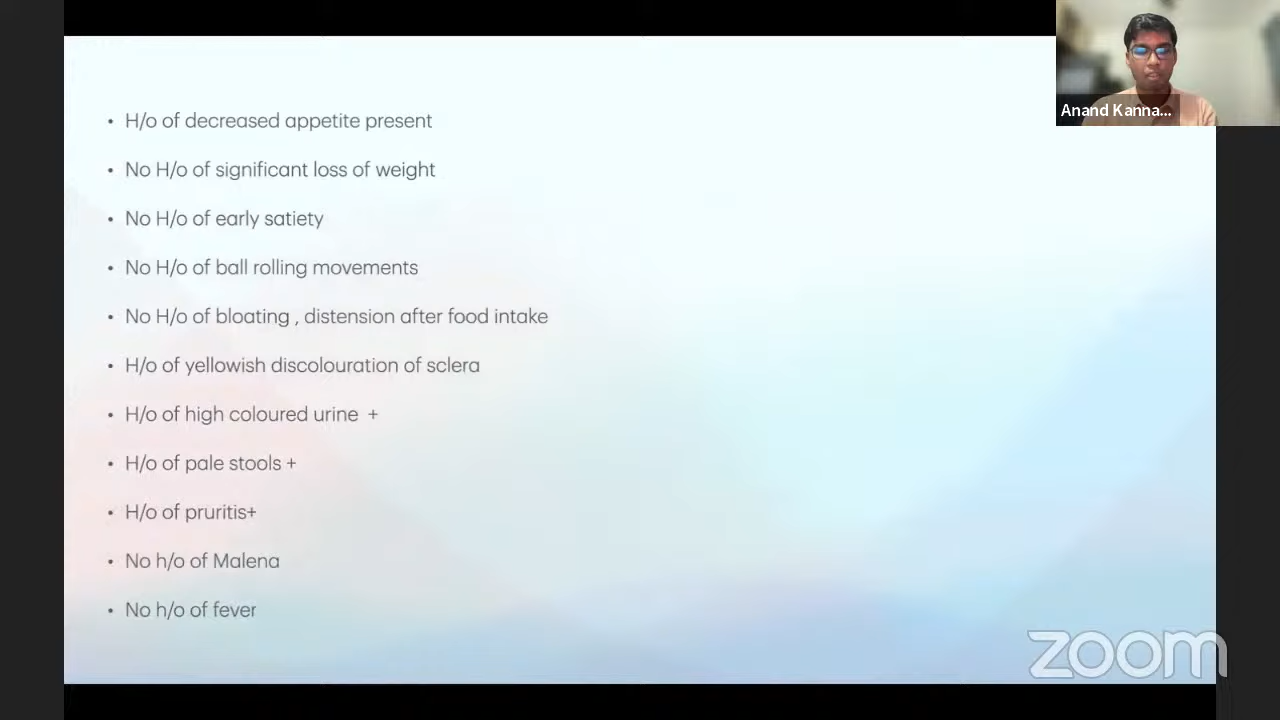 • H/o of decreased appetite present
• No H/o of significant loss of weight
• No H/o of early satiety
• No H/o of ball rolling movements
• No H/o of bloating , distension after food intake
• H/o of yellowish discolouration of sclera
• H/o of high coloured urine +
• H/o of pale stools +
• H/o of pruritis+
• No h/o of Malena
• No h/o of fever
Anand Kanna...
zoom